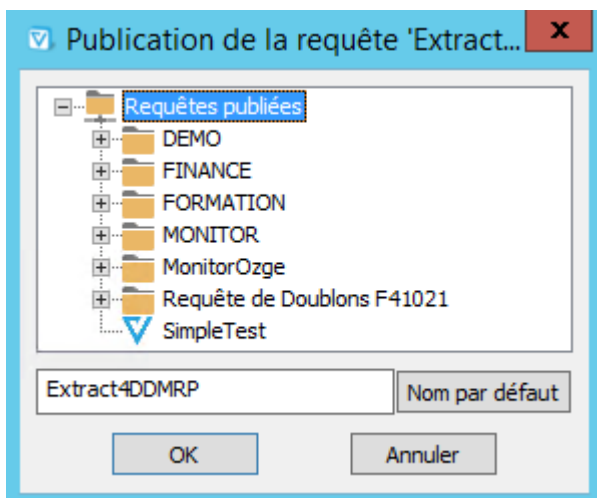 Publication de la requête 'Extract...
Requêtes publiées
DEMO
FINANCE
FORMATION
MONITOR
MonitorOzge
Requête de Doublons F41021
SimpleTest
Extract4DDMRP
Nom par défaut
OK
Annuler